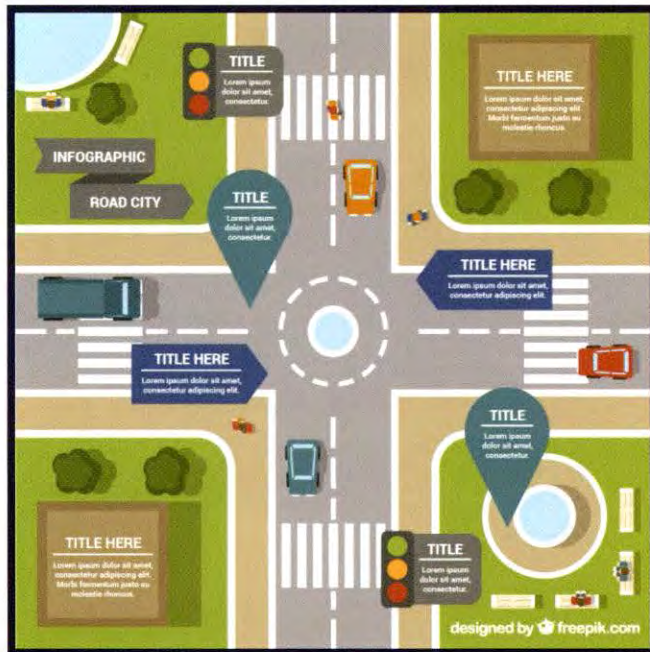 TITLE
Lorem ipsum
dolor sit amet,
consectetur.
TITLE HERE
Lorem ipsum dolor sit amet,
consectetur adipiscing elit.
Morbi fermentum justo eu
molestie rhoncus.
INFOGRAPHIC
ROAD CITY
TITLE
Lorem ipsum
dolor sit amet,
consectetur.
TITLE HERE
Lorem ipsum dolor sit amet,
consectetur adipiscing elit.
TITLE HERE
Lorem ipsum dolor sit amet,
consectetur adipiscing elit.
TITLE
Lorem ipsum
dolor sit amet,
consectetur.
TITLE HERE
Lorem ipsum dolor sit amet,
consectetur adipiscing elit.
Morbi fermentum justo eu
molestie rhoncus.
TITLE
Lorem ipsum
dolor sit amet,
consectetur.
designed by freepik.com